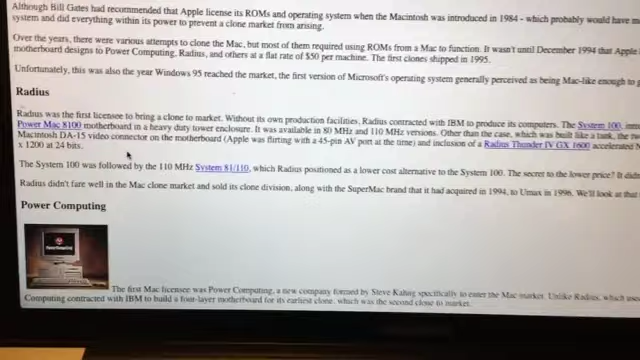 Although Bill Gates had recommended that Apple license its ROMs and operating system when the Macintosh was introduced in 1984 - which probably would have
system and did everything within its power to prevent a clone market from arising.
Over the years, there were various attempts to clone the Mac, but most of them required using ROMs from a Mac to function. It wasn't until December 1994 that Apple
motherboard designs to Power Computing, Radius, and others at a flat rate of $50 per machine. The first clones shipped in 1995.
Unfortunately, this was also the year Windows 95 reached the market, the first version of Microsoft's operating system generally perceived as being Mac-like enough to
Radius
Radius was the first licensee to bring a clone to market. Without its own production facilities, Radius contracted with IBM to produce its computers. The System 100,
Power Mac 8100 motherboard in a heavy duty tower enclosure. It was available in 80 MHz and 110 MHz versions. Other than the case, which was built like a tank, the
Macintosh DA-15 video connector on the motherboard (Apple was flirting with a 45-pin AV port at the time) and inclusion of a Radius Thunder IV GX 1600 accelerated
x 1200 at 24 bits.
The System 100 was followed by the 110 MHz System 81/110, which Radius positioned as a lower cost alternative to the System 100. The secret to the lower price? It
Radius didn't fare well in the Mac clone market and sold its clone division, along with the SuperMac brand that it had acquired in 1994, to Umax in 1996. We'll look at that
Power Computing
The first Mac licensee was Power Computing, a new company formed by Steve Kahng specifically to enter the Mac market. Unlike Radius, which
Computing contracted with IBM to build a four-layer motherboard for its earliest clone, which was the second clone to market.